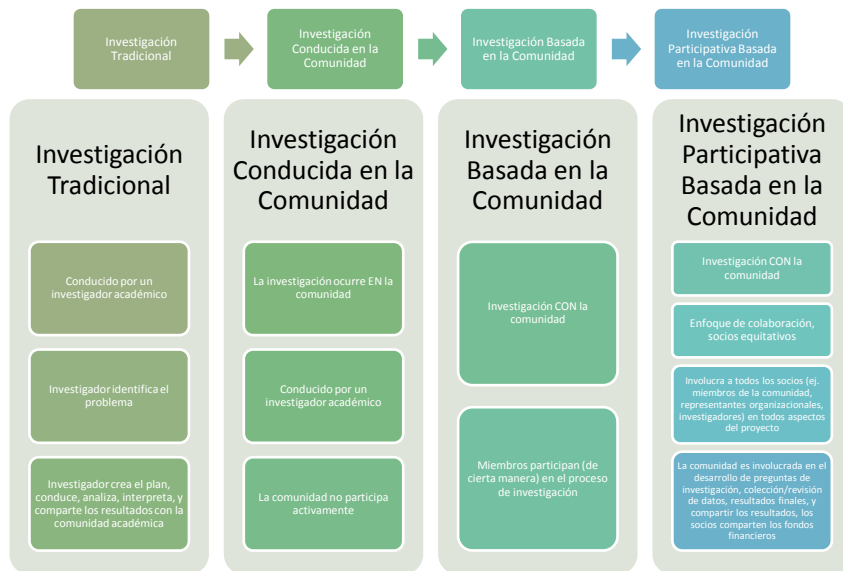 Investigación
Tradicional
Investigación
Conducida en la
Comunidad
Investigación Basada
en la Comunidad
Investigación
Participativa Basada
en la Comunidad
Investigación
Tradicional
Conducido por un
investigador académico
Investigador identifica el
problema
Investigador crea el plan,
conduce, analiza, interpreta, y
comparte los resultados con la
comunidad académica
Investigación
Conducida en la
Comunidad
La investigación ocurre EN la
comunidad
Conducido por un
investigador académico
La comunidad no participa
activamente
Investigación
Basada en la
Comunidad
Investigación CON la
comunidad
Miembros participan (de
cierta manera) en el proceso
de investigación
Investigación
Participativa
Basada en la
Comunidad
Investigación CON la
comunidad
Enfoque de colaboración,
socios equitativos
Involucra a todos los socios (ej.
miembros de la comunidad,
representantes organizacionales,
investigadores) en todos aspectos
del proyecto
La comunidad es involucrada en el
desarrollo de preguntas de
investigación, colección/revisión
de datos, resultados finales, y
compartir los resultados, los
socios comparten los fondos
financieros